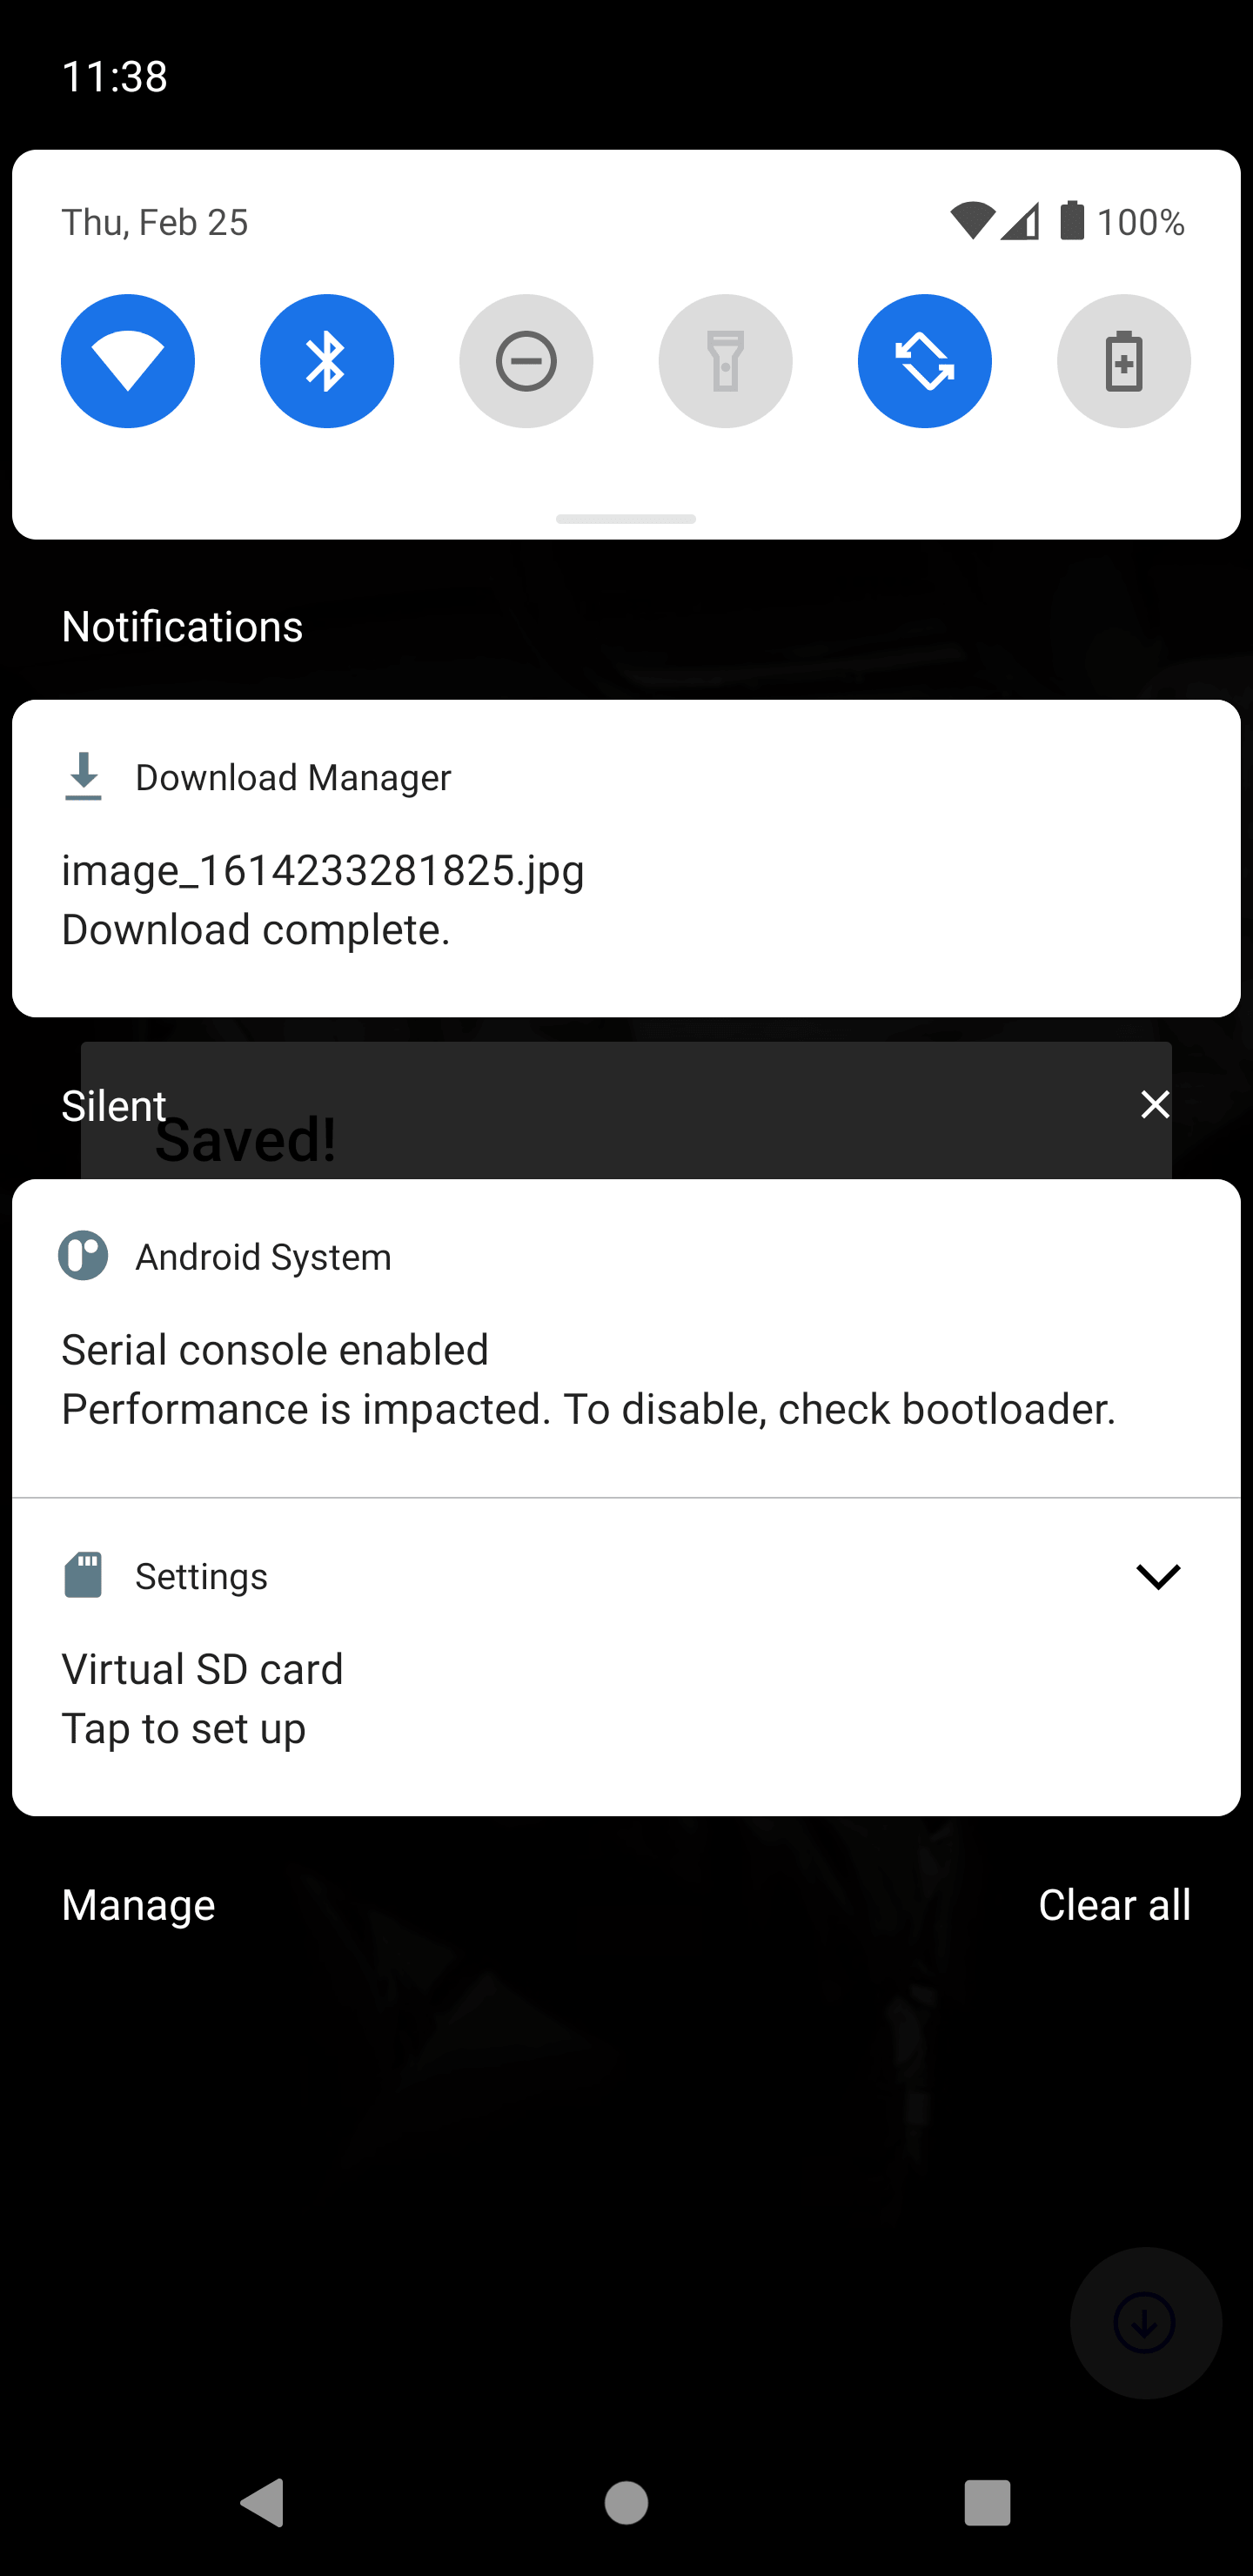 11:38
Thu, Feb 25 100%
Notifications
Download Manager
image_1614233281825.jpg
Download complete.
Silent
Saved!
Android System
Serial console enabled
Performance is impacted. To disable, check bootloader.
Settings
Virtual SD card
Tap to set up
Manage Clear all